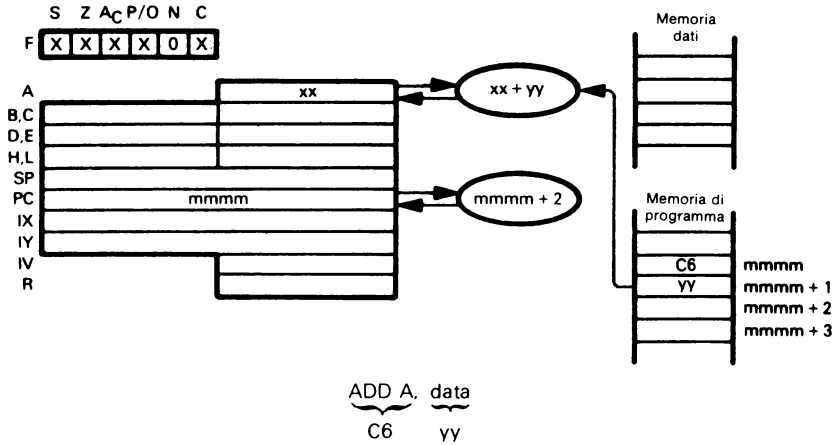 S Z AC P/O N C
F X X X X 0 X
A xx
B,C
D,E
H,L
SP
PC mmmm
IX
IY
IV
R
xx + yy
mmmm + 2
Memoria
dati
Memoria di
programma
C6 mmmm
yy mmmm + 1
mmmm + 2
mmmm + 3
ADD A, data
C6 yy